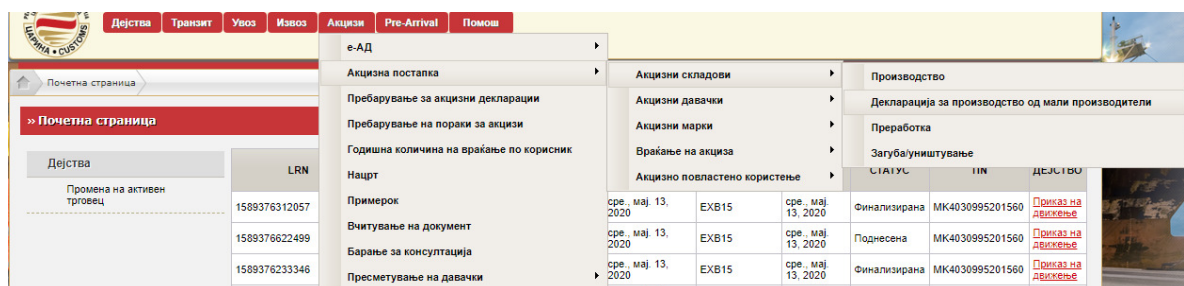 ЦАРИНА • CUSTOMS
Дејства Транзит Увоз Извоз Акцизи Pre-Arrival Помош
е-АД
Почетна страница
Акцизна постапка
Акцизни складови
Производство
Пребарување за акцизни декларации
Акцизни давачки
Декларација за производство од мали производители
» Почетна страница
Пребарување на пораки за акцизи
Акцизни марки
Преработка
Годишна количина на враќање по корисник
Враќање на акциза
Загуба/уништување
Дејства
LRN
Нацрт
Акцизно повластено користење
СТАТУС
TIN
ДЕЈСТВО
Промена на активен
трговец
Примерок
1589376312057 сре., мај. 13, 2020 EXB15 сре., мај. 13, 2020 Финализирана MK4030995201560 Приказ на движење
Вчитување на документ
1589376622499 сре., мај. 13, 2020 EXB15 сре., мај. 13, 2020 Поднесена MK4030995201560 Приказ на движење
Барање за консултација
1589376233346 сре., мај. 13, 2020 EXB15 сре., мај. 13, 2020 Финализирана MK4030995201560 Приказ на движење
Пресметување на давачки